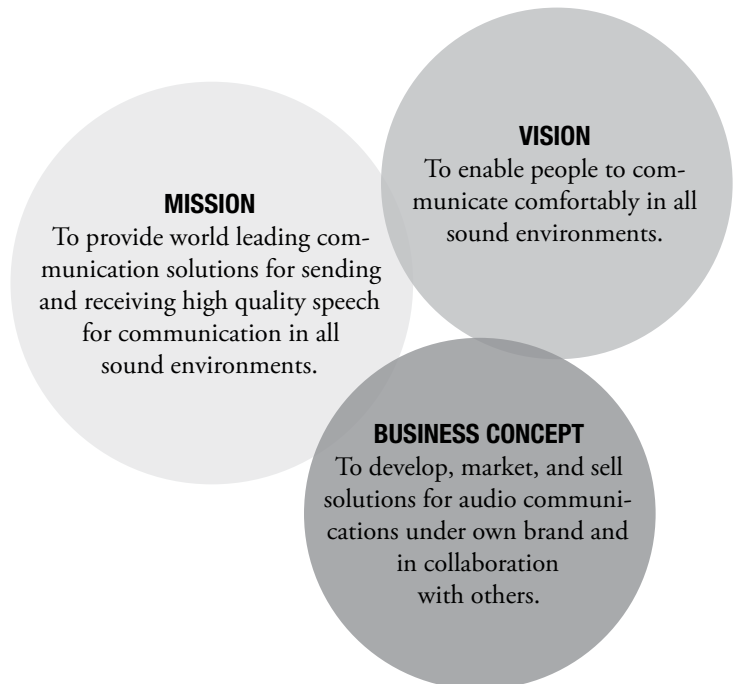 VISION
To enable people to com-
municate comfortably in all
sound environments.
MISSION
To provide world leading com-
munication solutions for sending
and receiving high quality speech
for communication in all
sound environments.
BUSINESS CONCEPT
To develop, market, and sell
solutions for audio communi-
cations under own brand and
in collaboration
with others.